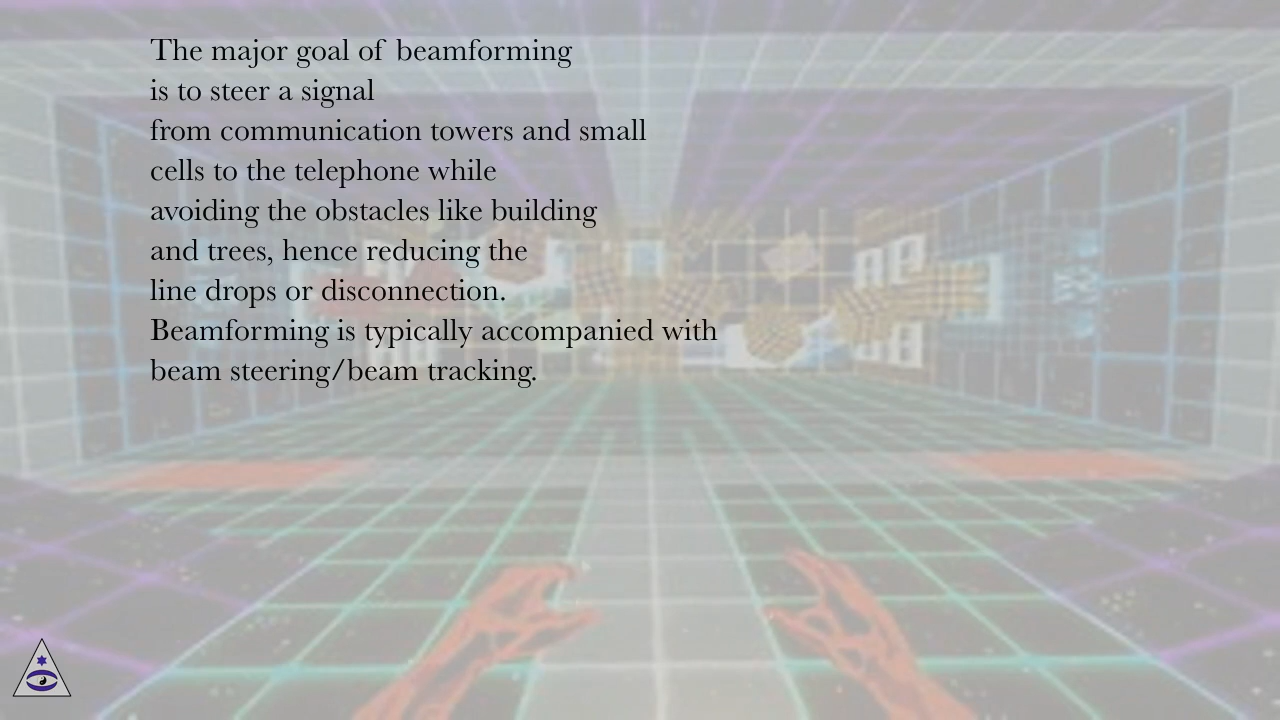 The major goal of beamforming
is to steer a signal
from communication towers and small
cells to the telephone while
avoiding the obstacles like building
and trees, hence reducing the
line drops or disconnection.
Beamforming is typically accompanied with
beam steering/beam tracking.